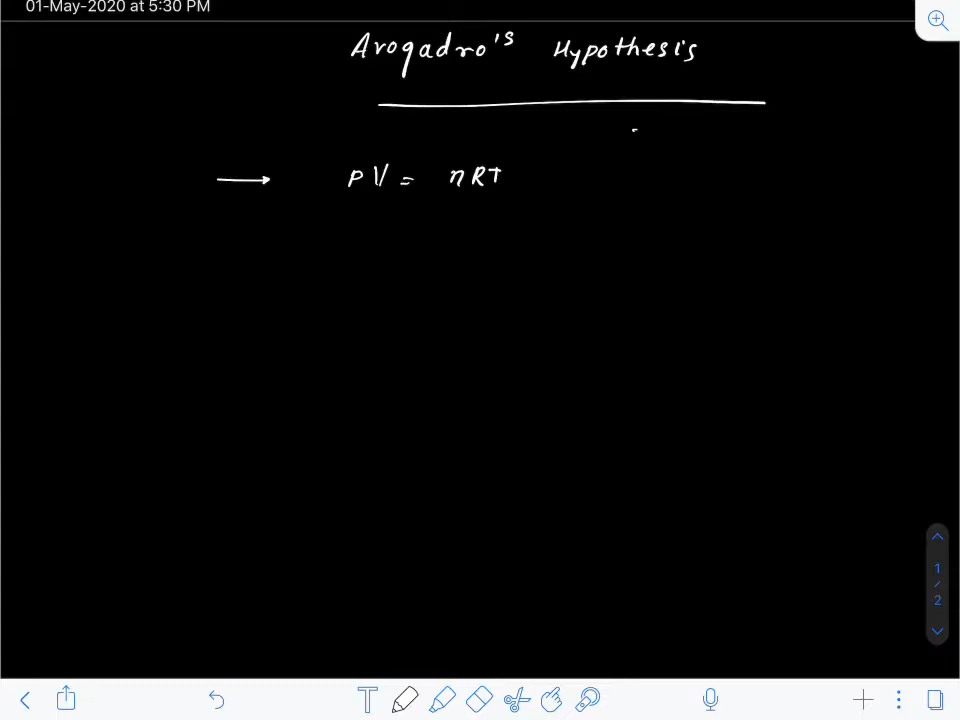 01-May-2020 at 5:30 PM
Avogadro's Hypothesis
PV = nRT
1
/
2
T